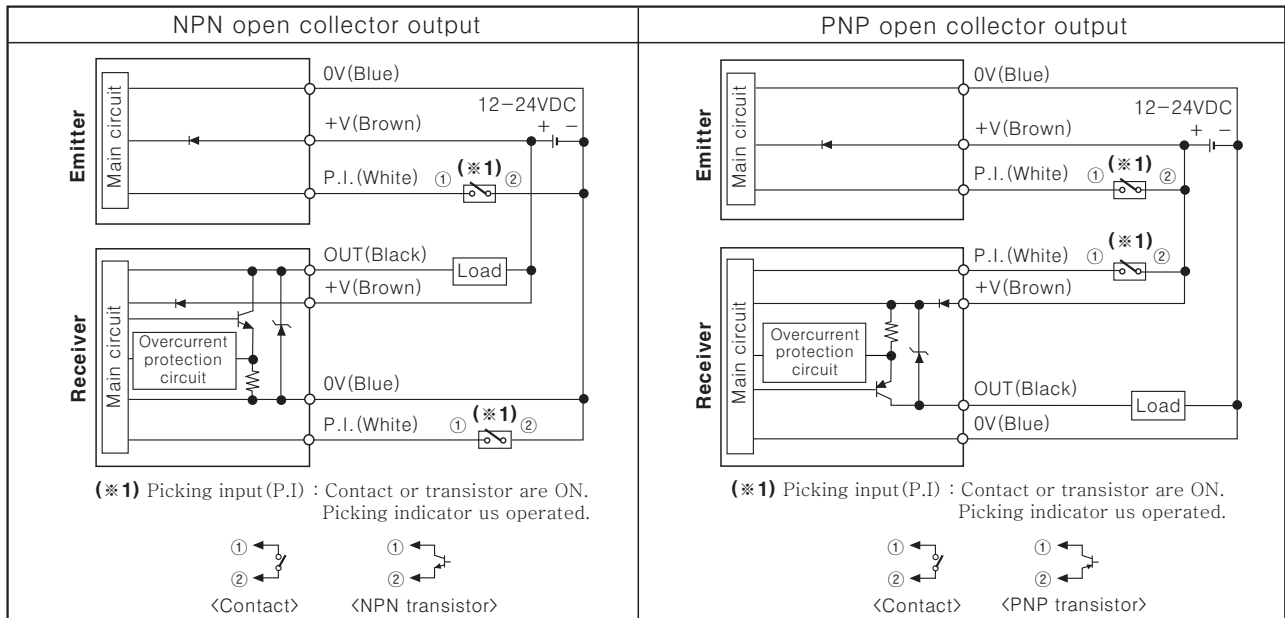 NPN open collector output
Emitter
Main circuit
0V(Blue)
12-24VDC
+V(Brown)
+ -
P.I.(White) ① (※1) ②
Receiver
Main circuit
OUT(Black)
Load
+V(Brown)
Overcurrent
protection
circuit
0V(Blue)
P.I.(White) ① (※1) ②
(※1) Picking input(P.I) : Contact or transistor are ON.
Picking indicator us operated.
①
②
<Contact>
①
②
<NPN transistor>
PNP open collector output
Emitter
Main circuit
0V(Blue)
12-24VDC
+V(Brown)
+ -
P.I.(White) ① (※1) ②
Receiver
Main circuit
P.I.(White) ① (※1) ②
+V(Brown)
Overcurrent
protection
circuit
OUT(Black)
Load
0V(Blue)
(※1) Picking input(P.I) : Contact or transistor are ON.
Picking indicator us operated.
①
②
<Contact>
①
②
<PNP transistor>